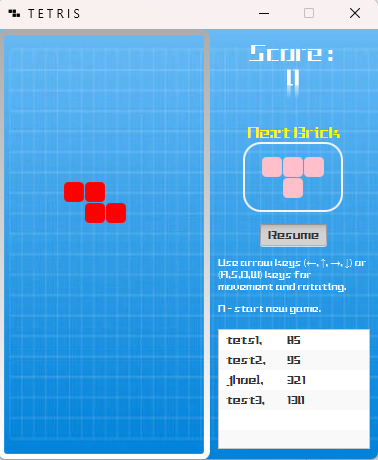 TETRIS
Score :
0
Next Brick
Resume
Use arrow keys (←, ↑, →, ↓) or
(A,S,D,W) keys for
movement and rotating.
N - start new game.
tets1, 85
test2, 95
jhoel, 321
test3, 130